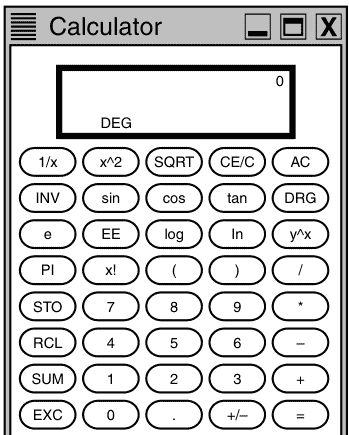 Calculator
0
DEG
1/x x^2 SQRT CE/C AC
INV sin cos tan DRG
e EE log ln y^x
PI x! ( ) /
STO 7 8 9 *
RCL 4 5 6 –
SUM 1 2 3 +
EXC 0 . +/– =